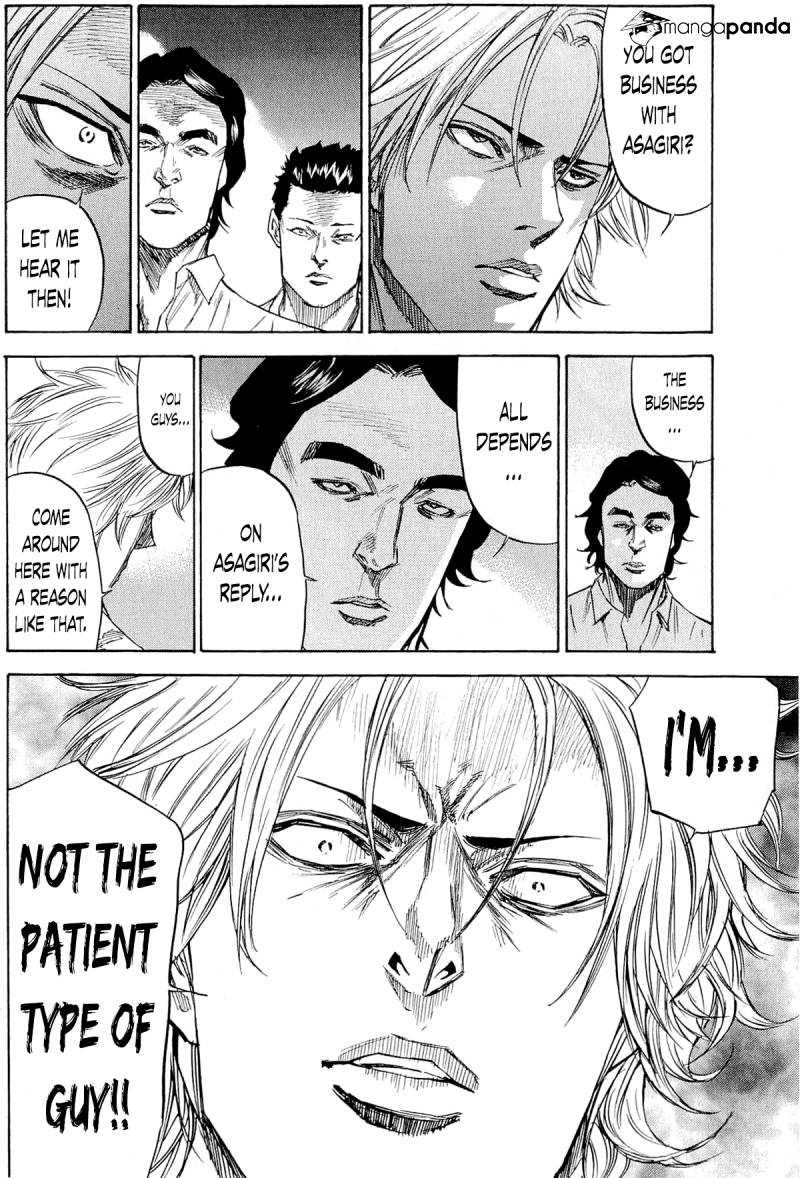 mangapanda
YOU GOT
BUSINESS
WITH
ASAGIRI?
LET ME
HEAR IT
THEN!
THE
BUSINESS
...
ALL
DEPENDS
...
ON
ASAGIRI'S
REPLY...
YOU
GUYS...
COME
AROUND
HERE WITH
A REASON
LIKE THAT.
I'M...
NOT THE
PATIENT
TYPE OF
GUY!!